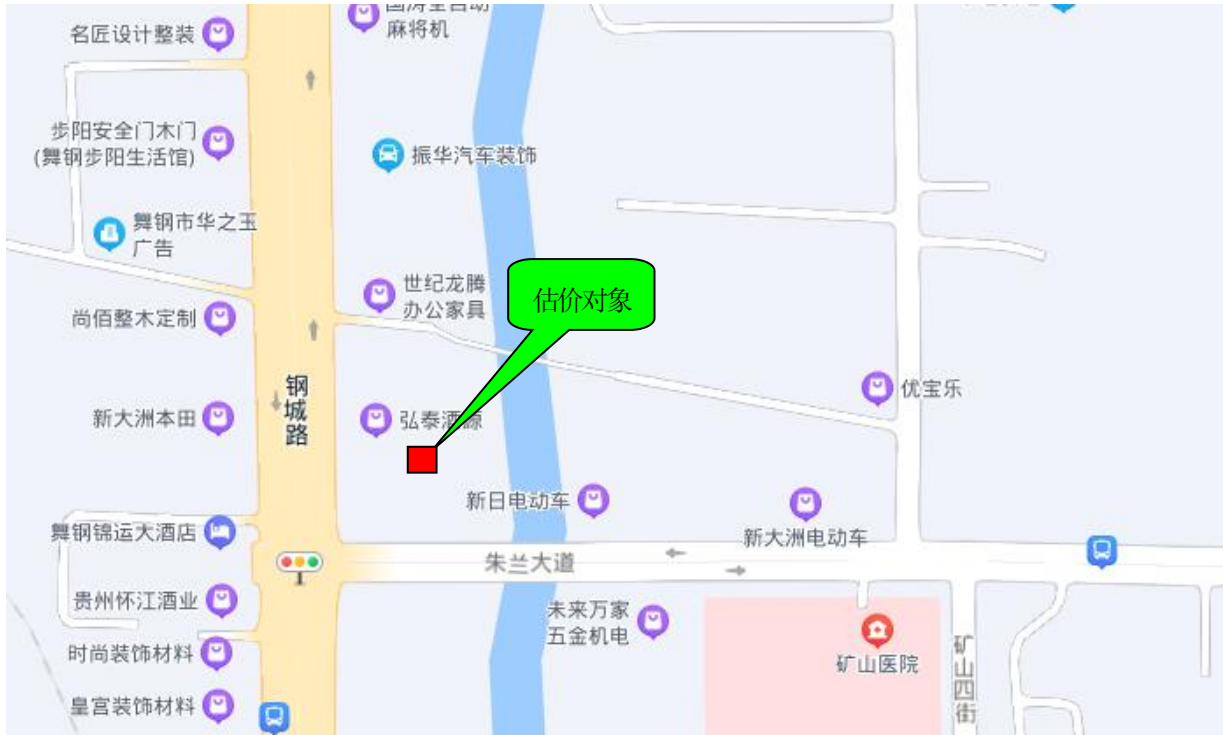 名匠设计整装
麻将机
步阳安全门木门
(舞钢步阳生活馆)
振华汽车装饰
舞钢市华之玉
广告
世纪龙腾
办公家具
估价对象
尚佰整木定制
钢城路
优宝乐
新大洲本田
弘泰酒源
新日电动车
新大洲电动车
舞钢锦运大酒店
朱兰大道
贵州怀江酒业
未来万家
五金机电
时尚装饰材料
矿山医院
矿山四街
皇宫装饰材料